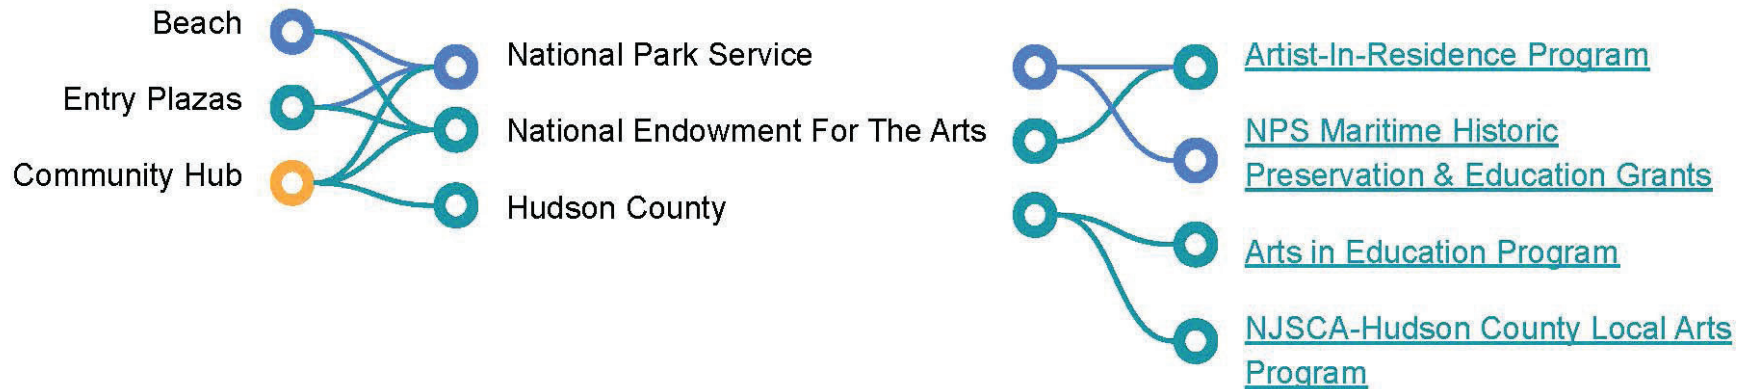 Beach
Entry Plazas
Community Hub
National Park Service
National Endowment For The Arts
Hudson County
Artist-In-Residence Program
NPS Maritime Historic
Preservation & Education Grants
Arts in Education Program
NJSCA-Hudson County Local Arts
Program